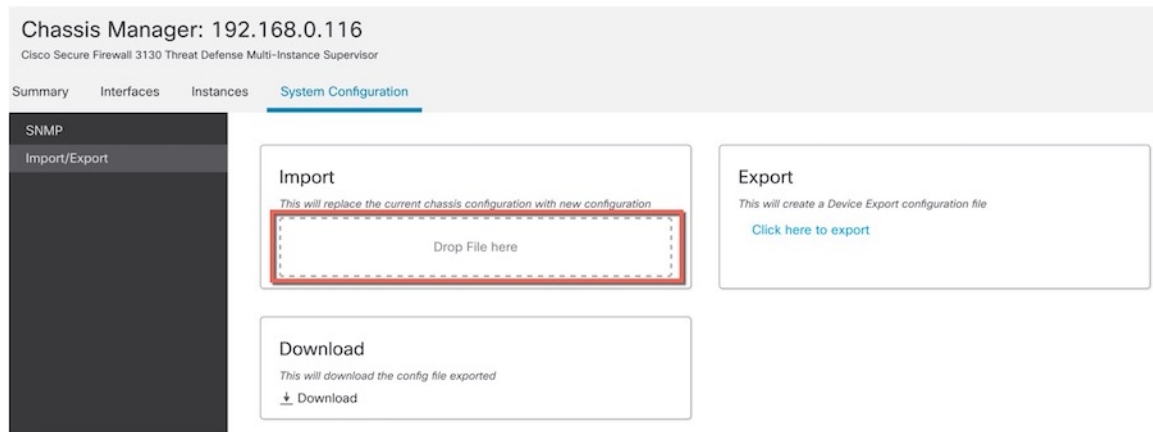 Chassis Manager: 192.168.0.116
Cisco Secure Firewall 3130 Threat Defense Multi-Instance Supervisor
Summary Interfaces Instances System Configuration
SNMP
Import/Export
Import
This will replace the current chassis configuration with new configuration
Drop File here
Export
This will create a Device Export configuration file
Click here to export
Download
This will download the config file exported
Download